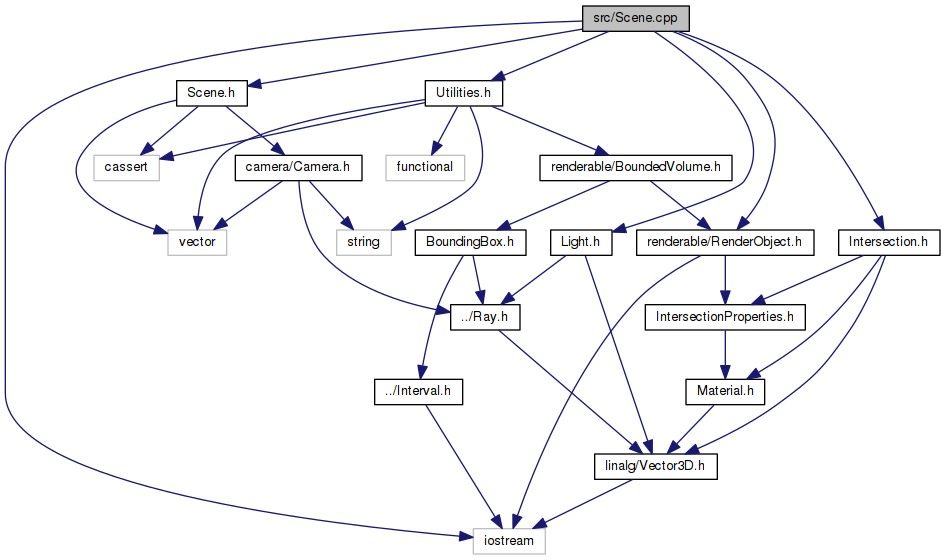 src/Scene.cpp
Scene.h
Utilities.h
cassert
camera/Camera.h
functional
renderable/BoundedVolume.h
vector
string
BoundingBox.h
Light.h
renderable/RenderObject.h
Intersection.h
../Ray.h
IntersectionProperties.h
../Interval.h
Material.h
linalg/Vector3D.h
iostream